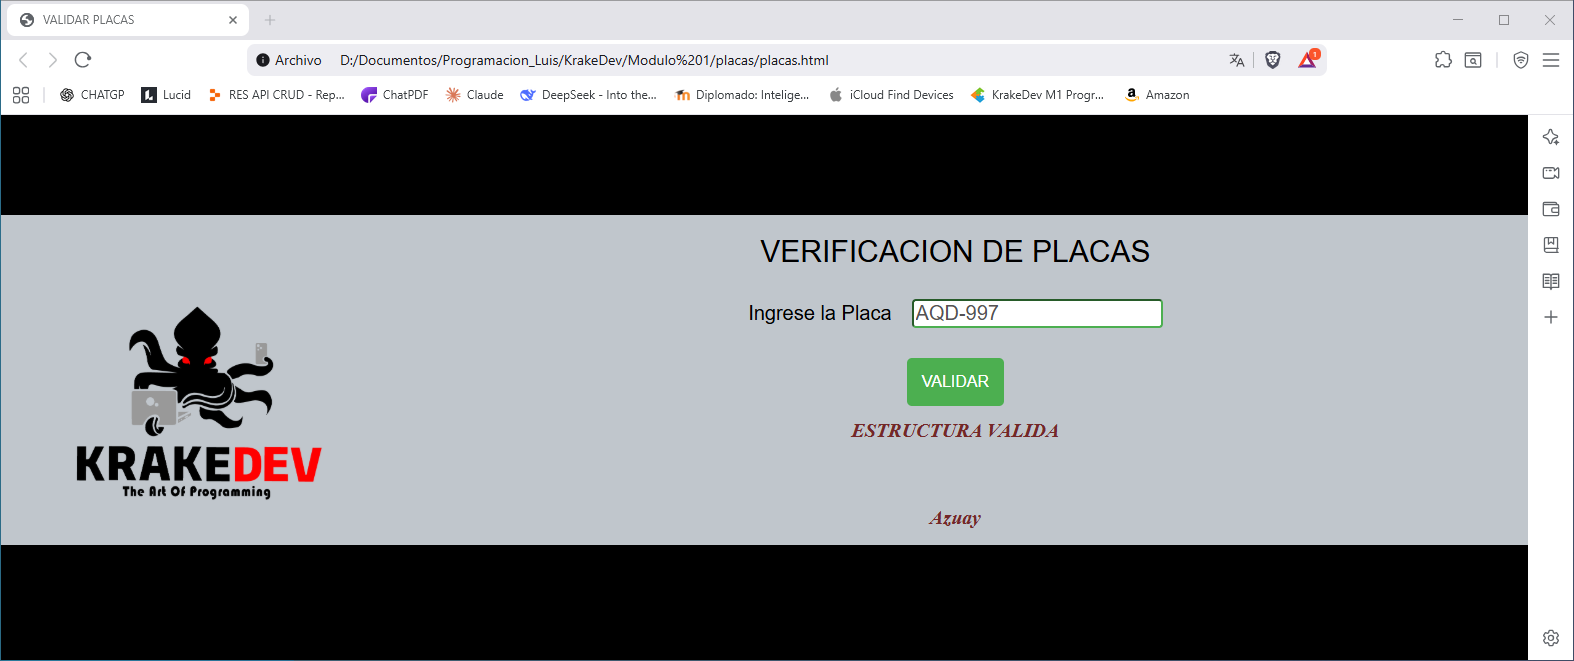 VALIDAR PLACAS
Archivo D:/Documentos/Programacion_Luis/KrakeDev/Modulo%201/placas/placas.html
1
CHATGP Lucid RES API CRUD - Rep... ChatPDF Claude DeepSeek - Into the... Diplomado: Intelige... iCloud Find Devices KrakeDev M1 Progr... Amazon
VERIFICACION DE PLACAS
Ingrese la Placa AQD-997
VALIDAR
ESTRUCTURA VALIDA
Azuay
KRAKEDEV
The Art Of Programming